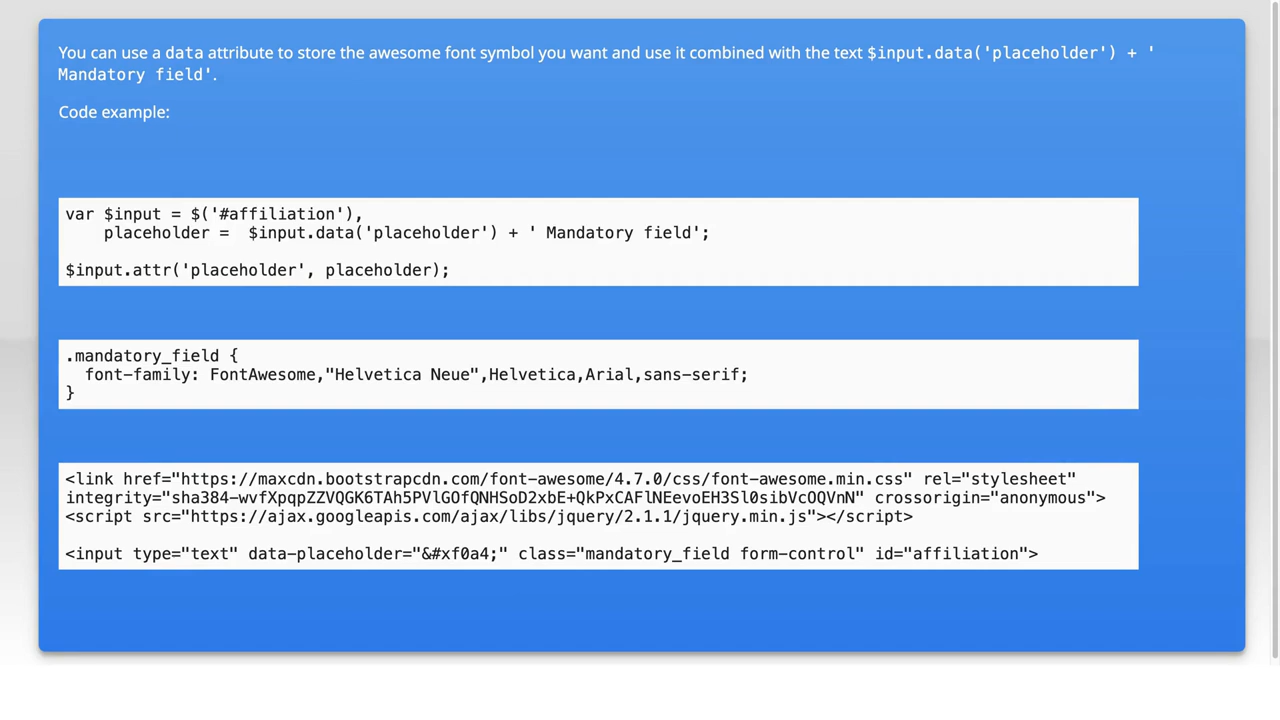 You can use a data attribute to store the awesome font symbol you want and use it combined with the text $input.data('placeholder') + '
Mandatory field'.
Code example:
var $input = $('#affiliation'),
    placeholder =  $input.data('placeholder') + ' Mandatory field';
$input.attr('placeholder', placeholder);
.mandatory_field {
  font-family: FontAwesome,"Helvetica Neue",Helvetica,Arial,sans-serif;
}
<link href="https://maxcdn.bootstrapcdn.com/font-awesome/4.7.0/css/font-awesome.min.css" rel="stylesheet"
integrity="sha384-wvfXpqpZZVQGK6TAh5PVlGOfQNHSoD2xbE+QkPxCAFlNEevoEH3Sl0sibVcOQVnN" crossorigin="anonymous">
<script src="https://ajax.googleapis.com/ajax/libs/jquery/2.1.1/jquery.min.js"></script>
<input type="text" data-placeholder="&#xf0a4;" class="mandatory_field form-control" id="affiliation">